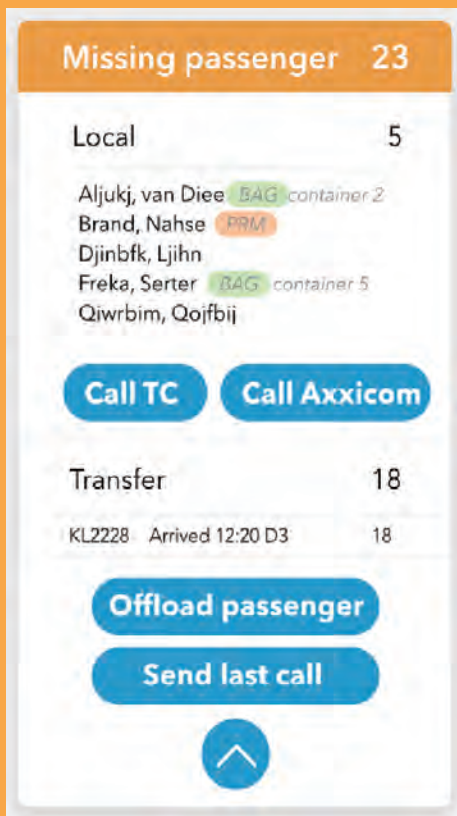 Missing passenger 23
Local 5
Aljukj, van Diee BAG container 2
Brand, Nahse PRM
Djinbfk, Ljihn
Freka, Serter BAG container 5
Qiwrbim, Qojfbij
Call TC Call Axxicom
Transfer 18
KL2228 Arrived 12:20 D3 18
Offload passenger
Send last call